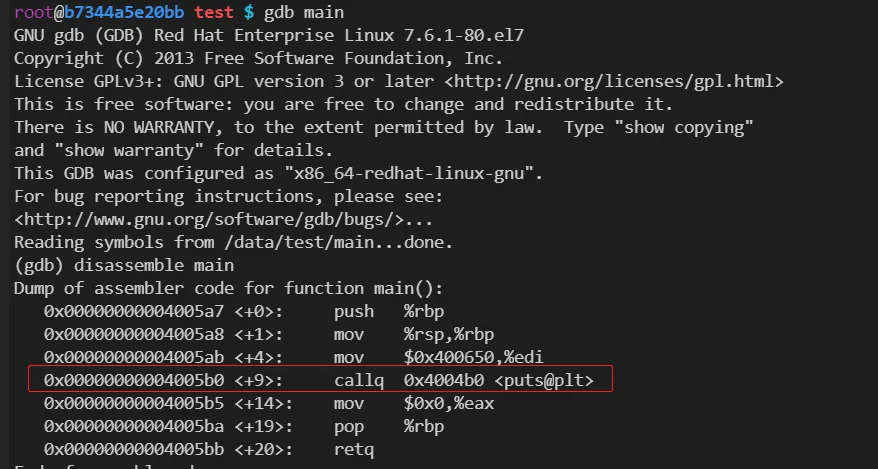 root@b7344a5e20bb test $ gdb main
GNU gdb (GDB) Red Hat Enterprise Linux 7.6.1-80.el7
Copyright (C) 2013 Free Software Foundation, Inc.
License GPLv3+: GNU GPL version 3 or later <http://gnu.org/licenses/gpl.html>
This is free software: you are free to change and redistribute it.
There is NO WARRANTY, to the extent permitted by law.  Type "show copying"
and "show warranty" for details.
This GDB was configured as "x86_64-redhat-linux-gnu".
For bug reporting instructions, please see:
<http://www.gnu.org/software/gdb/bugs/>...
Reading symbols from /data/test/main...done.
(gdb) disassemble main
Dump of assembler code for function main():
   0x00000000004005a7 <+0>:     push   %rbp
   0x00000000004005a8 <+1>:     mov    %rsp,%rbp
   0x00000000004005ab <+4>:     mov    $0x400650,%edi
   0x00000000004005b0 <+9>:     callq  0x4004b0 <puts@plt>
   0x00000000004005b5 <+14>:    mov    $0x0,%eax
   0x00000000004005ba <+19>:    pop    %rbp
   0x00000000004005bb <+20>:    retq